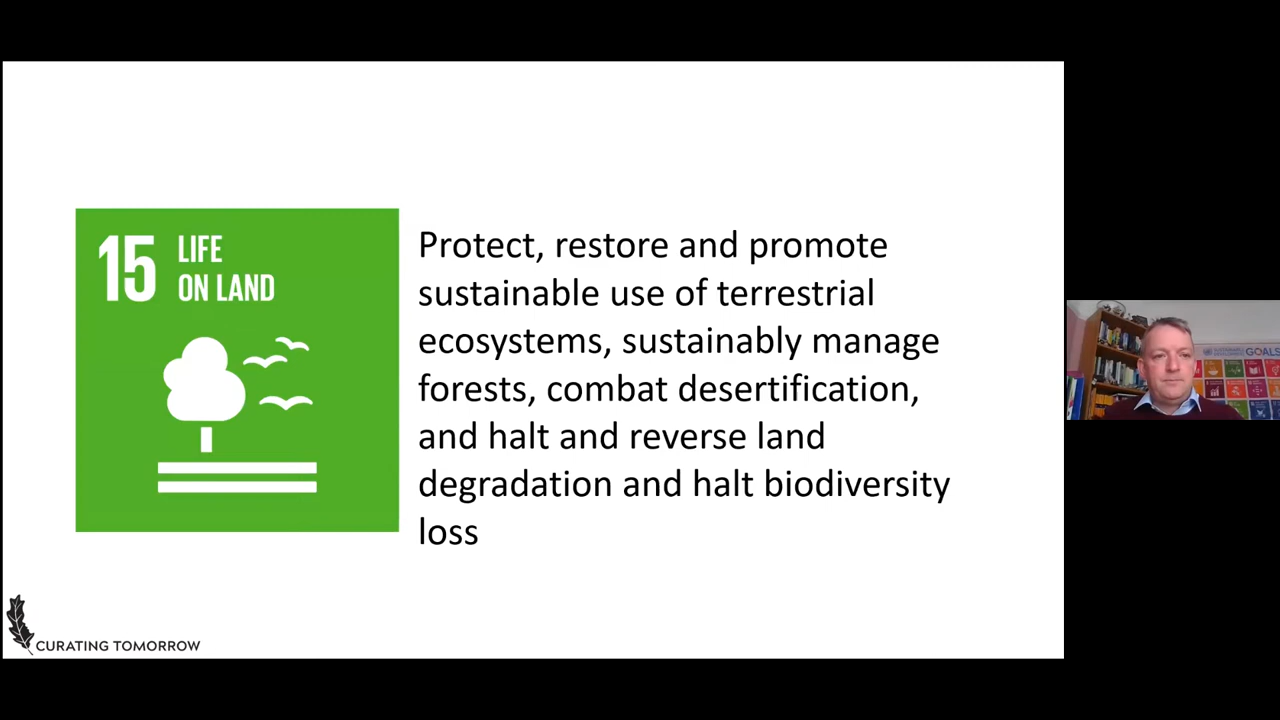 15
LIFE
ON LAND
Protect, restore and promote
sustainable use of terrestrial
ecosystems, sustainably manage
forests, combat desertification,
and halt and reverse land
degradation and halt biodiversity
loss
CURATING TOMORROW
GOALS